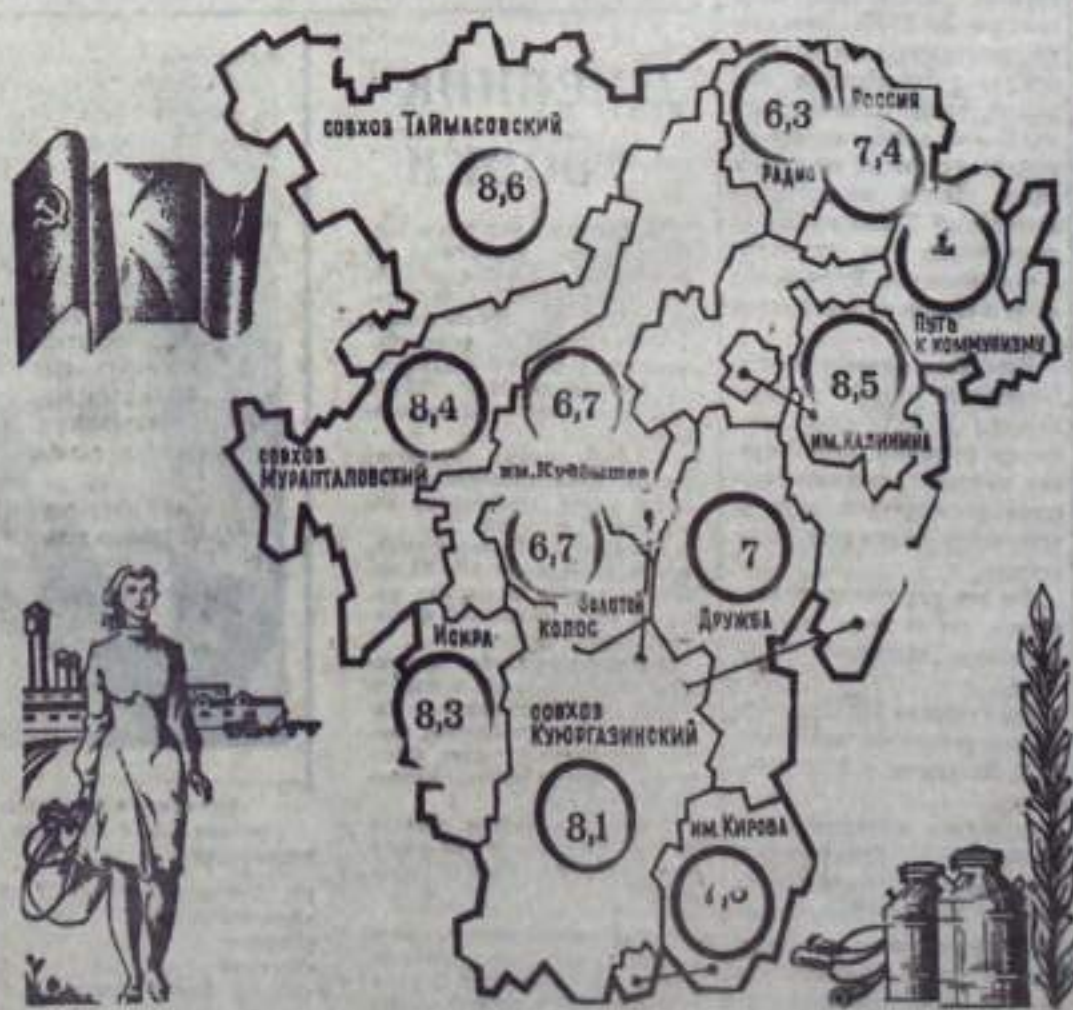 6,3
РОССИЯ
совхоз ТАЙМАСОВСКИЙ
7,4
РАДИО
8,6
ПУТЬ
К КОММУНИЗМУ
8,5
8,4
6,7
ИМ. КАЛИНИНА
совхоз
МУРАПТАЛОВСКИЙ
6,7
7
ЗОЛОТОЙ
КОЛОС
ДРУЖБА
ИСКРА
8,3
совхоз
КУЮРГАЗИНСКИЙ
8,1
ИМ. КИРОВА